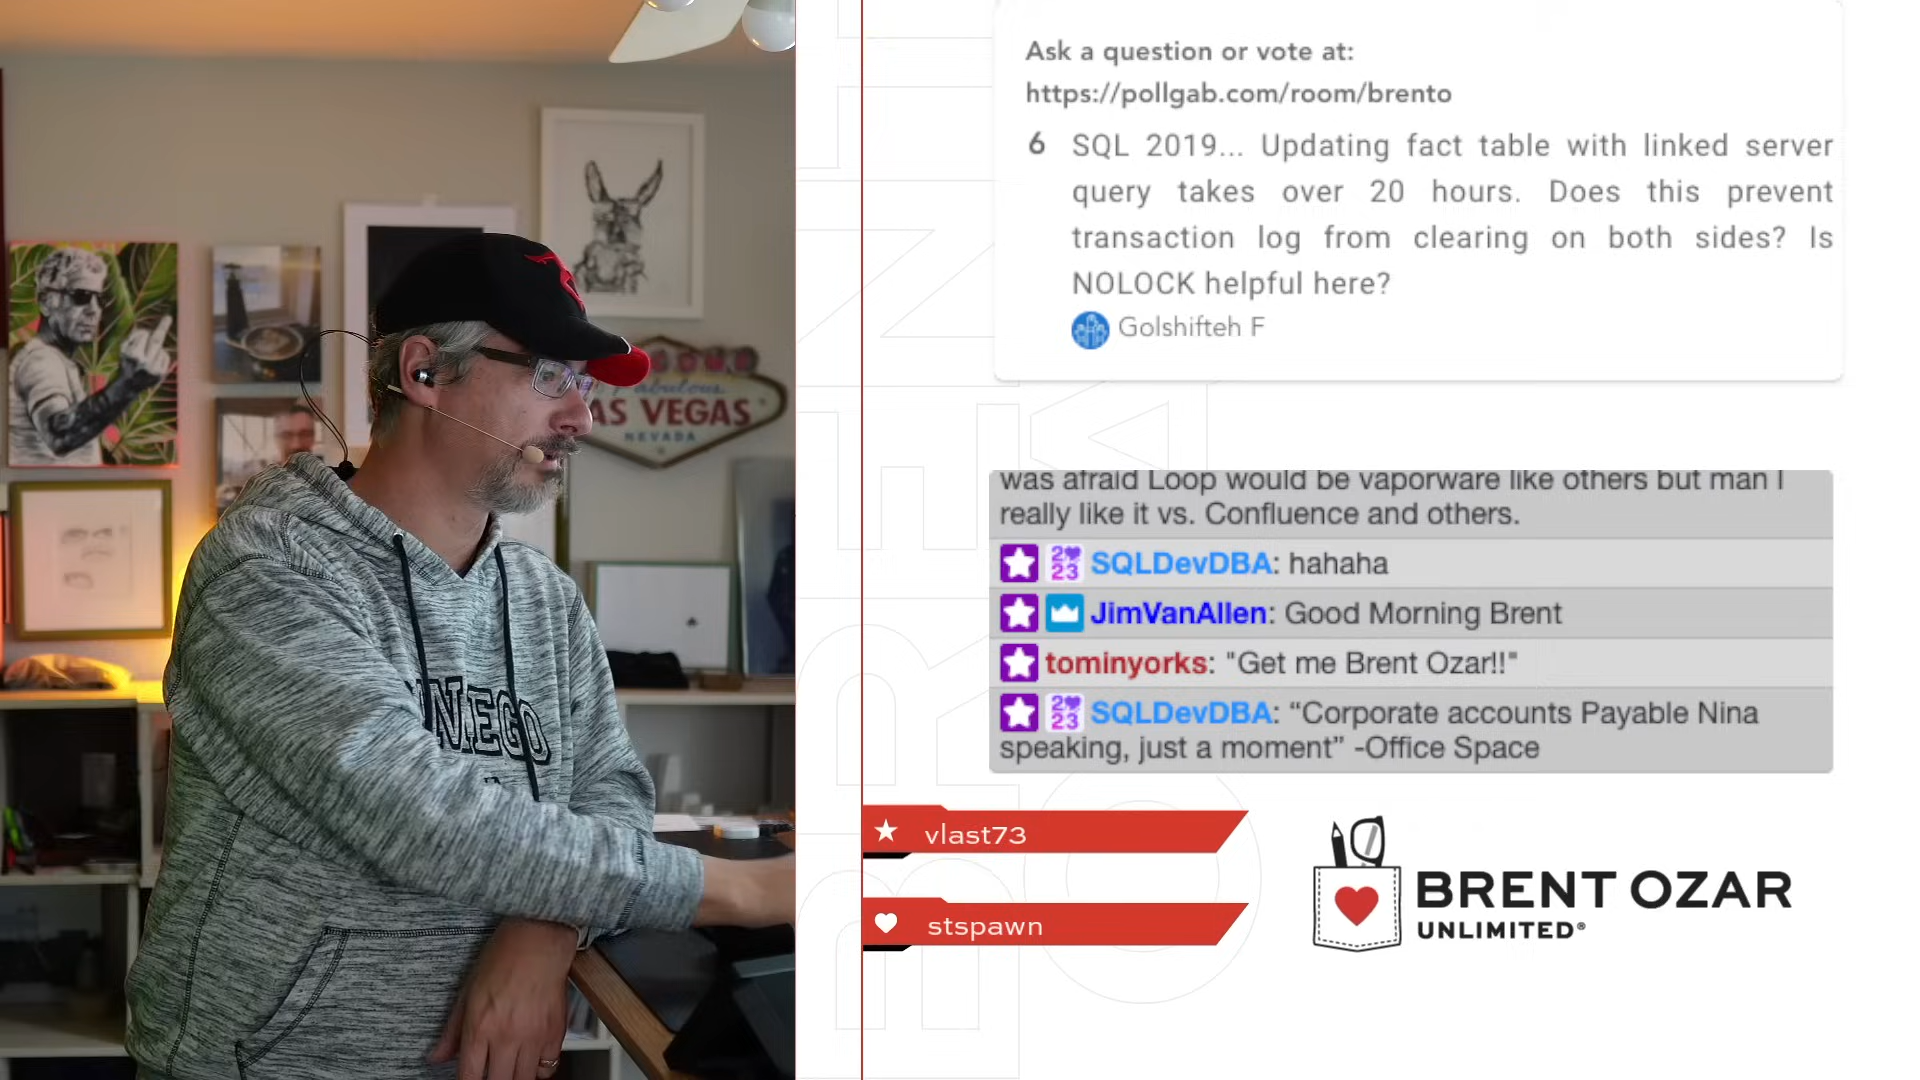 Ask a question or vote at:
https://pollgab.com/room/brento
6 SQL 2019... Updating fact table with linked server
query takes over 20 hours. Does this prevent
transaction log from clearing on both sides? Is
NOLOCK helpful here?
Golshifteh F
was afraid Loop would be vaporware like others but man I
really like it vs. Confluence and others.
SQLDevDBA: hahaha
JimVanAllen: Good Morning Brent
tominyorks: "Get me Brent Ozar!!"
SQLDevDBA: “Corporate accounts Payable Nina
speaking, just a moment” -Office Space
vlast73
stspawn
BRENT OZAR
UNLIMITED®
Fabulous
LAS VEGAS
NEVADA